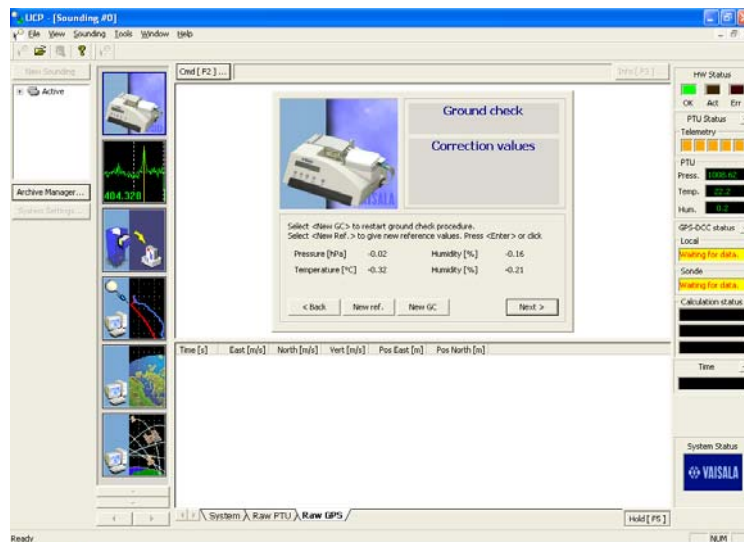 UCP - [Sounding #0]
File View Sounding Tools Window Help
New Sounding
Active
Archive Manager...
System Settings...
404.320
Cmd [ F2 ] ...
Info [ F3 ]
Ground check
Correction values
VAISALA
Select <New GC> to restart ground check procedure.
Select <New Ref.> to give new reference values. Press <Enter> or click
Pressure [hPa] -0.02 Humidity [%] -0.16
Temperature [°C] -0.32 Humidity [%] -0.21
< Back New ref. New GC Next >
Time [s] East [m/s] North [m/s] Vert [m/s] Pos East [m] Pos North [m]
System Raw PTU Raw GPS
Hold [ F5 ]
HW Status
OK Act Err
PTU Status
Telemetry
PTU
Press. 1008.62
Temp. 22.2
Hum. 0.2
GPS-DCC status
Local
Waiting for data.
Sonde
Waiting for data.
Calculation status
Time
System Status
VAISALA
Ready
NUM